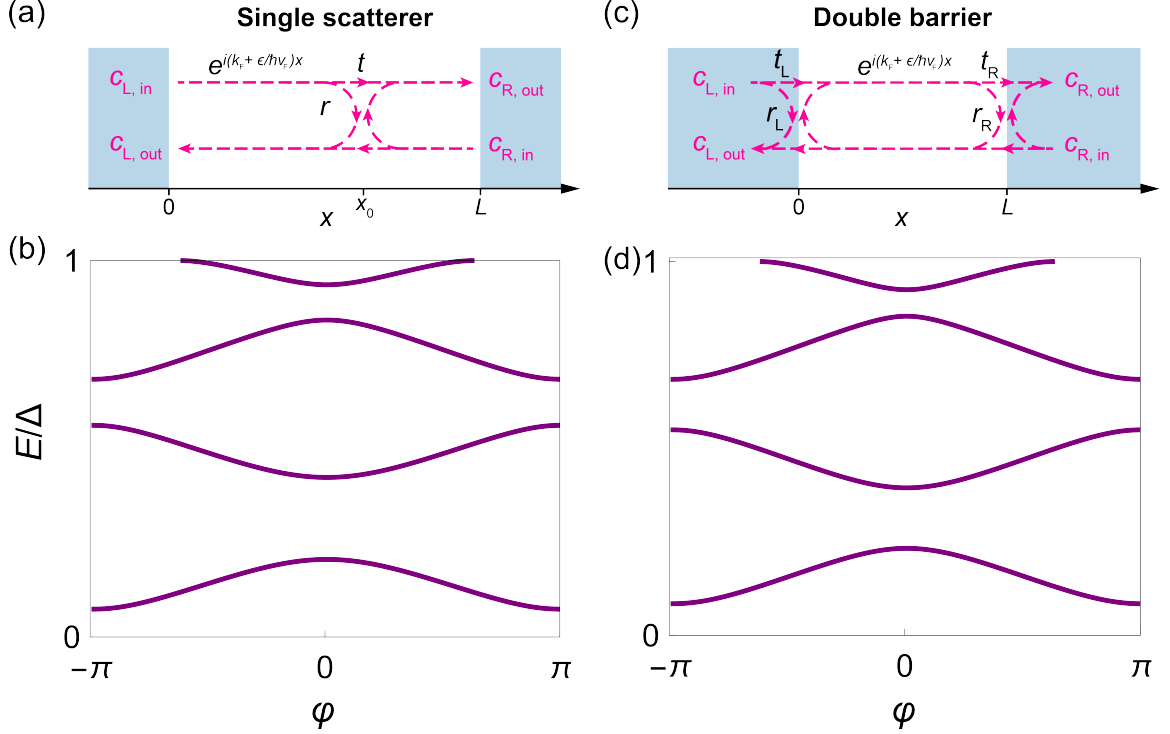 (a) Single scatterer
e^{i(k_F + ϵ/ħv_F)x} t
c_{L, in} c_{R, out}
r
c_{L, out} c_{R, in}
0 x x_0 L
(b)
1
E/Δ
0
−π 0 π
φ
(c) Double barrier
t_L e^{i(k_F + ϵ/ħv_F)x} t_R
c_{L, in} c_{R, out}
r_L r_R
c_{L, out} c_{R, in}
0 x L
(d)
1
0
−π 0 π
φ